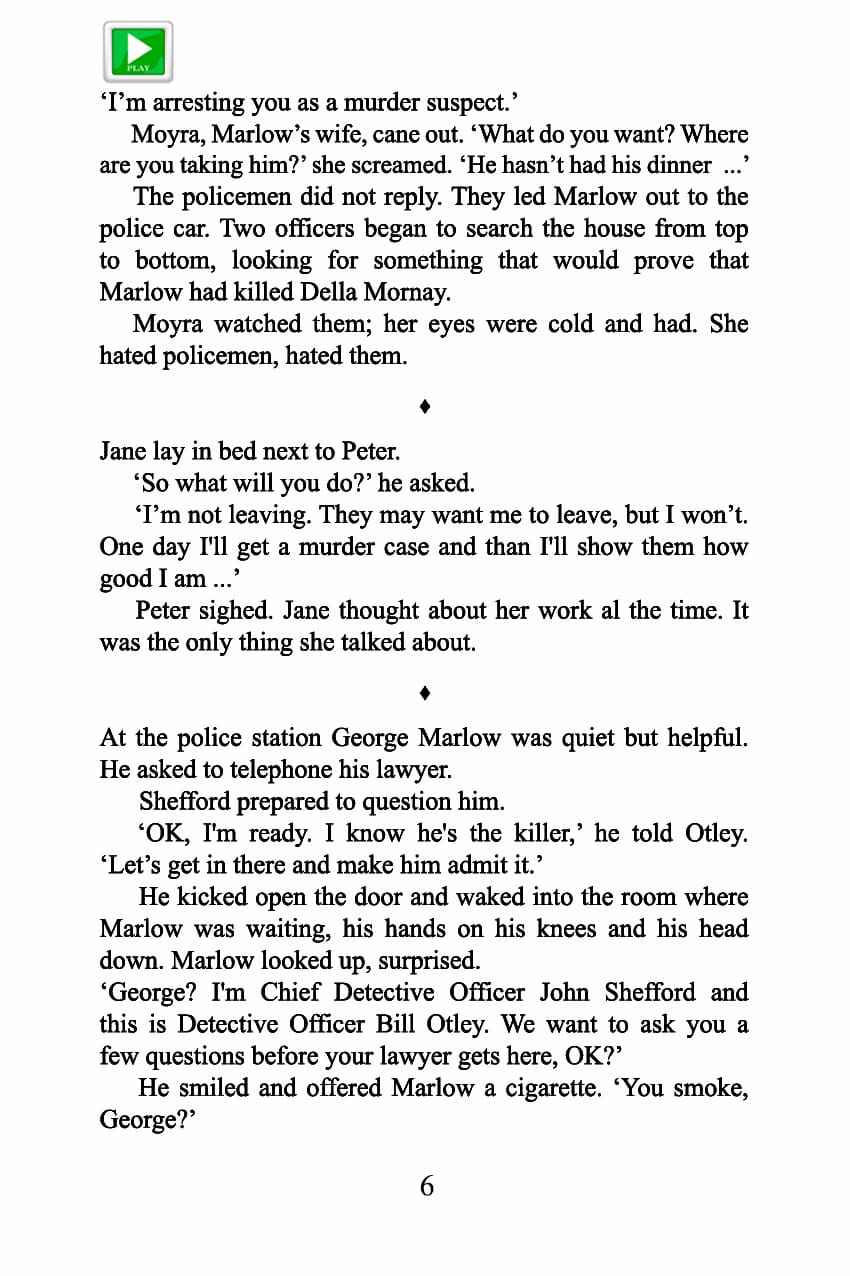 PLAY
‘I’m arresting you as a murder suspect.’
Moyra, Marlow’s wife, cane out. ‘What do you want? Where
are you taking him?’ she screamed. ‘He hasn’t had his dinner ...’
The policemen did not reply. They led Marlow out to the
police car. Two officers began to search the house from top
to bottom, looking for something that would prove that
Marlow had killed Della Mornay.
Moyra watched them; her eyes were cold and had. She
hated policemen, hated them.
♦
Jane lay in bed next to Peter.
‘So what will you do?’ he asked.
‘I’m not leaving. They may want me to leave, but I won’t.
One day I'll get a murder case and than I'll show them how
good I am ...’
Peter sighed. Jane thought about her work al the time. It
was the only thing she talked about.
♦
At the police station George Marlow was quiet but helpful.
He asked to telephone his lawyer.
Shefford prepared to question him.
‘OK, I'm ready. I know he's the killer,’ he told Otley.
‘Let’s get in there and make him admit it.’
He kicked open the door and waked into the room where
Marlow was waiting, his hands on his knees and his head
down. Marlow looked up, surprised.
‘George? I'm Chief Detective Officer John Shefford and
this is Detective Officer Bill Otley. We want to ask you a
few questions before your lawyer gets here, OK?’
He smiled and offered Marlow a cigarette. ‘You smoke,
George?’
6